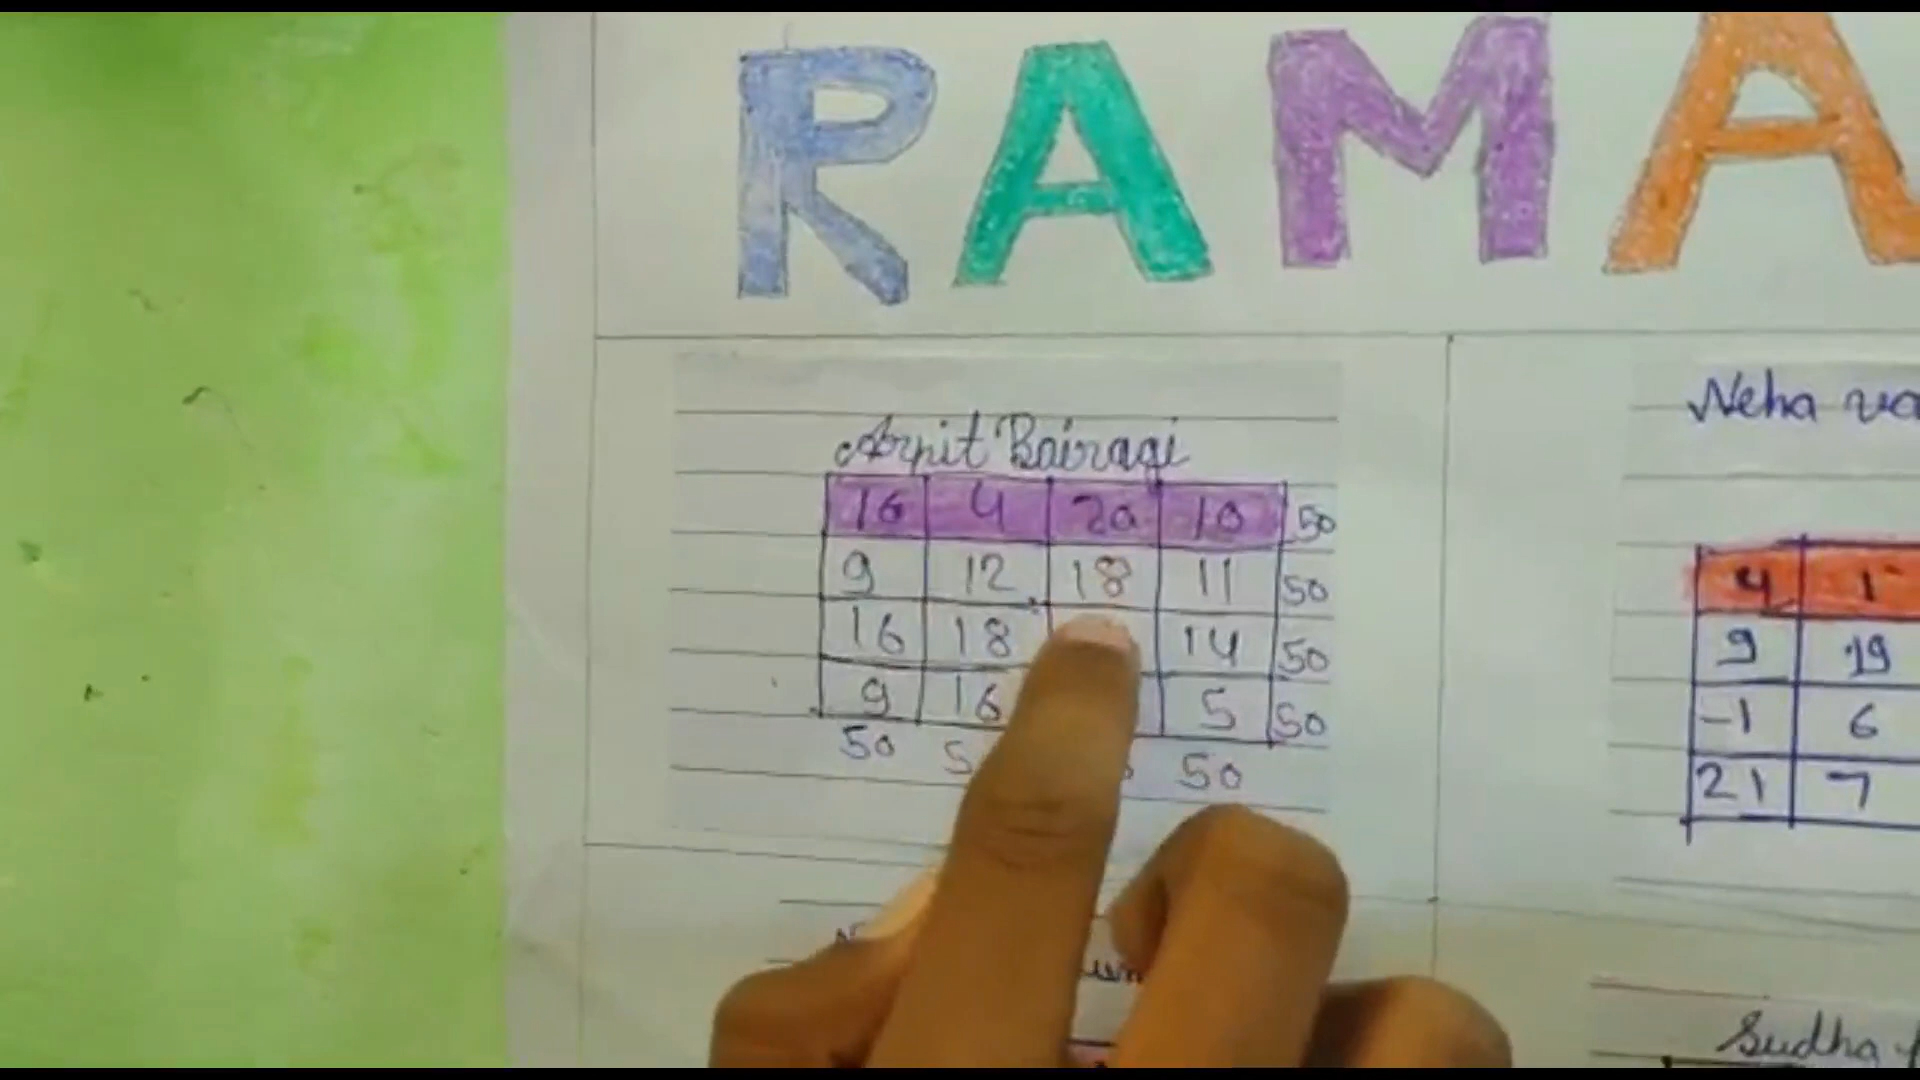 RAMA
Arpit Bairagi
16 4 20 10 50
9 12 18 11 50
16 18 14 50
9 16 5 50
50 50
Neha
4 1
9 19
-1 6
21 7
Sudha